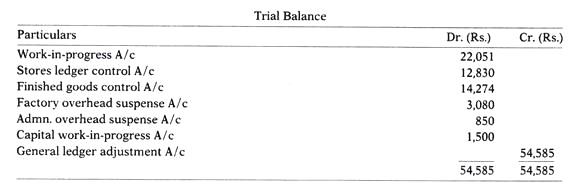 Trial Balance
Particulars Dr. (Rs.) Cr. (Rs.)
Work-in-progress A/c 22,051
Stores ledger control A/c 12,830
Finished goods control A/c 14,274
Factory overhead suspense A/c 3,080
Admn. overhead suspense A/c 850
Capital work-in-progress A/c 1,500
General ledger adjustment A/c 54,585
54,585 54,585